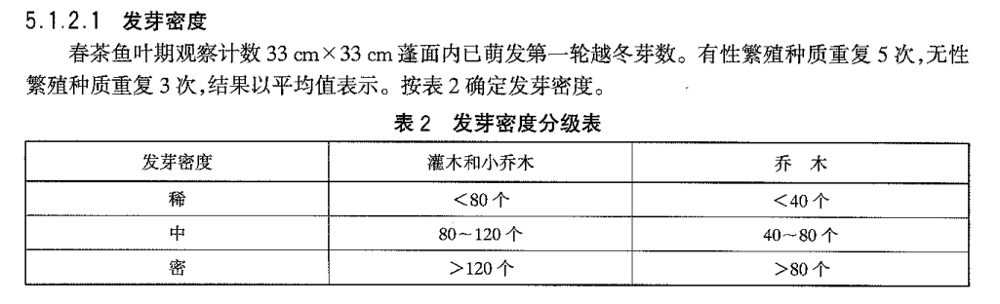 5.1.2.1 发芽密度
春茶鱼叶期观察计数 33 cm×33 cm 蓬面内已萌发第一轮越冬芽数。有性繁殖种质重复 5 次,无性
繁殖种质重复 3 次,结果以平均值表示。按表 2 确定发芽密度。
表 2 发芽密度分级表
发芽密度 灌木和小乔木 乔 木
稀 <80 个 <40 个
中 80~120 个 40~80 个
密 >120 个 >80 个